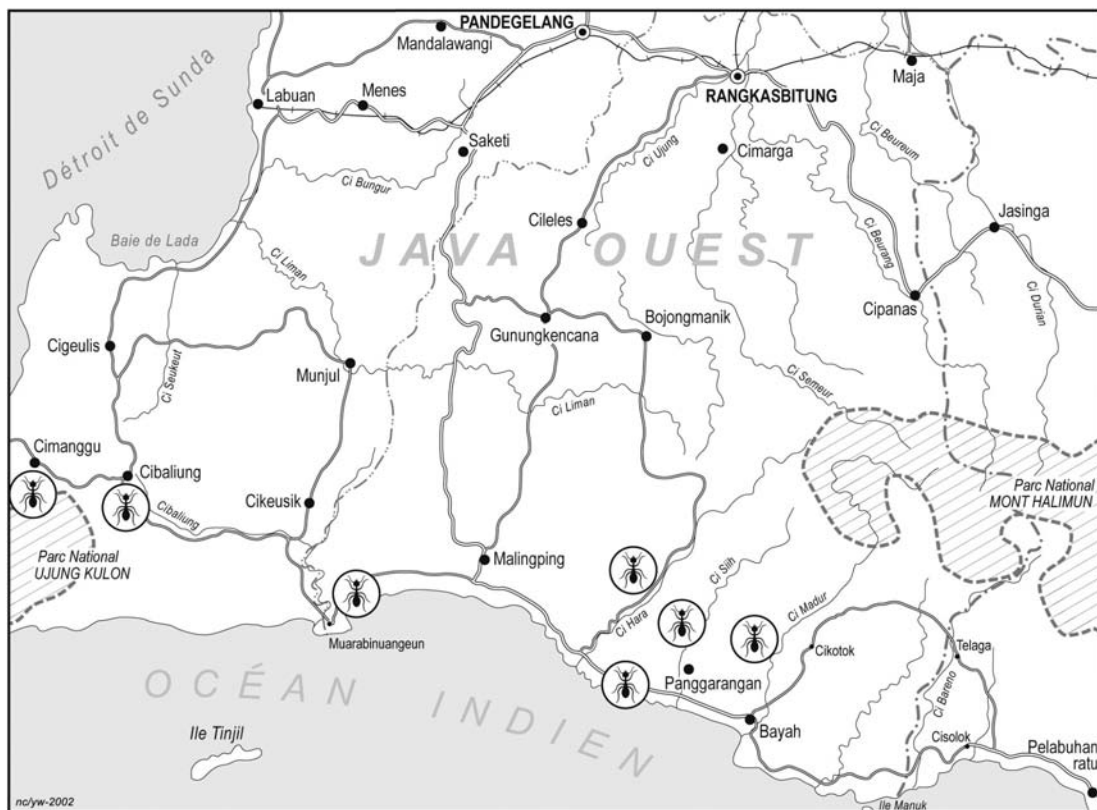 PANDEGELANG
Mandalawangi
Maja
RANGKASBITUNG
Labuan
Menes
Détroit de Sunda
Saketi
Cimarga
Ci Ujung
Ci Beureum
Ci Bungur
Cileles
Jasinga
Baie de Lada
JAVA OUEST
Ci Beurang
Ci Liman
Ci Durian
Cipanas
Cigeulis
Gunungkencana
Bojongmanik
Munjul
Ci Seukeut
Ci Liman
Ci Semeur
Cimanggu
Cibaliung
Cikeusik
Cibaliung
Parc National
MONT HALIMUN
Parc National
UJUNG KULON
Malingping
Ci Siih
Ci Hara
Ci Madur
Muarabinuangeun
Cikotok
Telaga
Panggarangan
Ci Bareno
OCÉAN INDIEN
Bayah
Ile Tinjil
Cisolok
Pelabuhan
ratu
Ile Manuk
nc/yw-2002